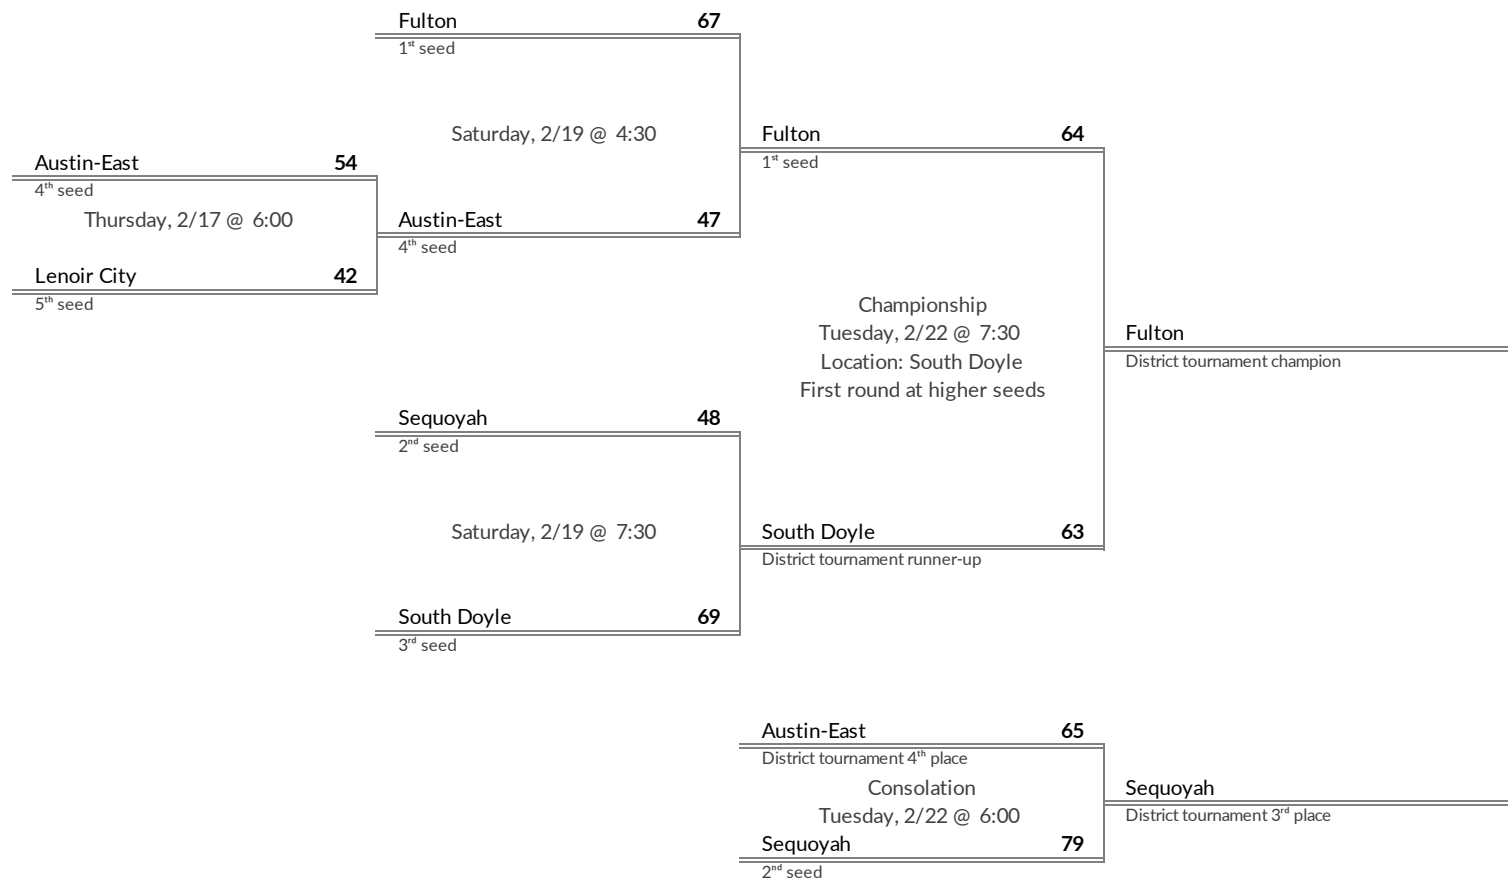 Fulton 67
1st seed
Saturday, 2/19 @ 4:30
Fulton 64
1st seed
Austin-East 54
4th seed
Thursday, 2/17 @ 6:00
Austin-East 47
4th seed
Lenoir City 42
5th seed
Championship
Tuesday, 2/22 @ 7:30
Location: South Doyle
First round at higher seeds
Fulton
District tournament champion
Sequoyah 48
2nd seed
Saturday, 2/19 @ 7:30
South Doyle 63
District tournament runner-up
South Doyle 69
3rd seed
Austin-East 65
District tournament 4th place
Consolation
Tuesday, 2/22 @ 6:00
Sequoyah
District tournament 3rd place
Sequoyah 79
2nd seed